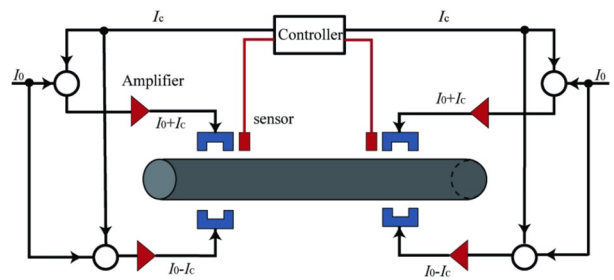 Ic
Controller
Ic
I0
Amplifier
I0
I0+Ic
sensor
I0+Ic
I0-Ic
I0-Ic